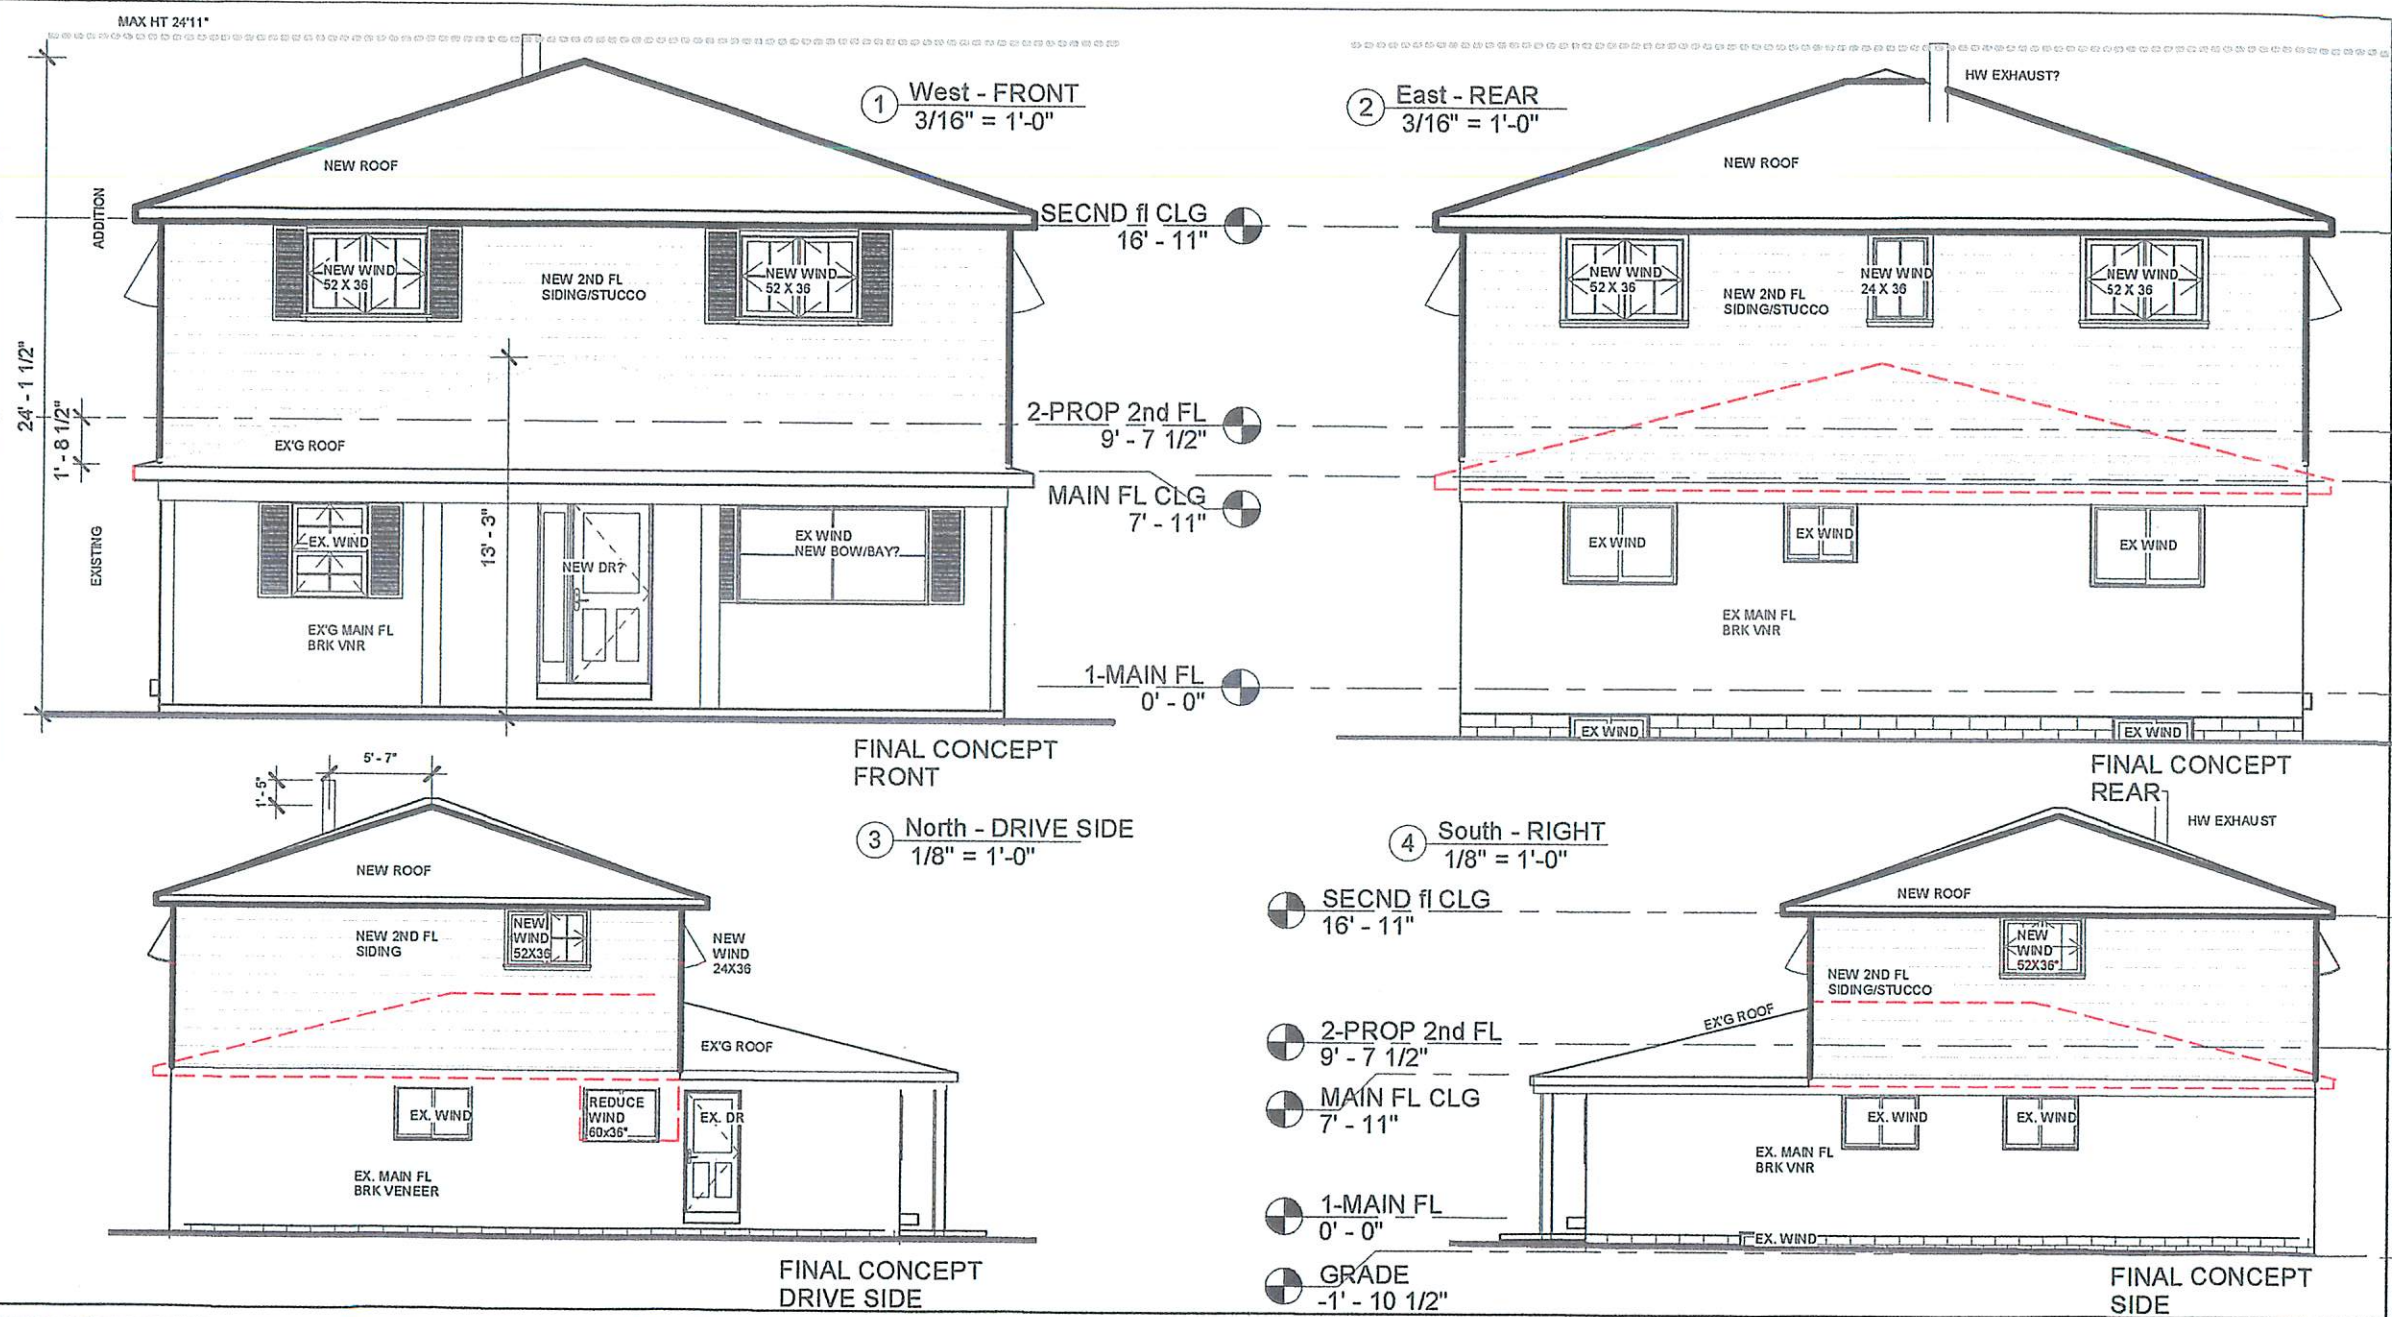 MAX HT 24'11"
1 West - FRONT
3/16" = 1'-0"
NEW ROOF
ADDITION
24' - 1 1/2"
1' - 8 1/2"
EXISTING
NEW WIND
52 X 36
NEW 2ND FL
SIDING/STUCCO
NEW WIND
52 X 36
EX'G ROOF
13' - 3"
EX. WIND
NEW DR?
EX WIND
NEW BOW/BAY?
EX'G MAIN FL
BRK VNR
FINAL CONCEPT
FRONT
SECND fl CLG
16' - 11"
2-PROP 2nd FL
9' - 7 1/2"
MAIN FL CLG
7' - 11"
1-MAIN FL
0' - 0"
2 East - REAR
3/16" = 1'-0"
HW EXHAUST?
NEW ROOF
NEW WIND
52 X 36
NEW 2ND FL
SIDING/STUCCO
NEW WIND
24 X 36
NEW WIND
52 X 36
EX WIND
EX WIND
EX WIND
EX MAIN FL
BRK VNR
EX WIND
EX WIND
FINAL CONCEPT
REAR
5' - 7"
1' - 5"
3 North - DRIVE SIDE
1/8" = 1'-0"
NEW ROOF
NEW 2ND FL
SIDING
NEW
WIND
52X36
NEW
WIND
24X36
EX'G ROOF
EX. WIND
REDUCE
WIND
60x36"
EX. DR
EX. MAIN FL
BRK VENEER
FINAL CONCEPT
DRIVE SIDE
4 South - RIGHT
1/8" = 1'-0"
HW EXHAUST
NEW ROOF
SECND fl CLG
16' - 11"
NEW
WIND
52X36"
NEW 2ND FL
SIDING/STUCCO
EX'G ROOF
2-PROP 2nd FL
9' - 7 1/2"
MAIN FL CLG
7' - 11"
EX. WIND
EX. WIND
EX. MAIN FL
BRK VNR
1-MAIN FL
0' - 0"
EX. WIND
GRADE
-1' - 10 1/2"
FINAL CONCEPT
SIDE